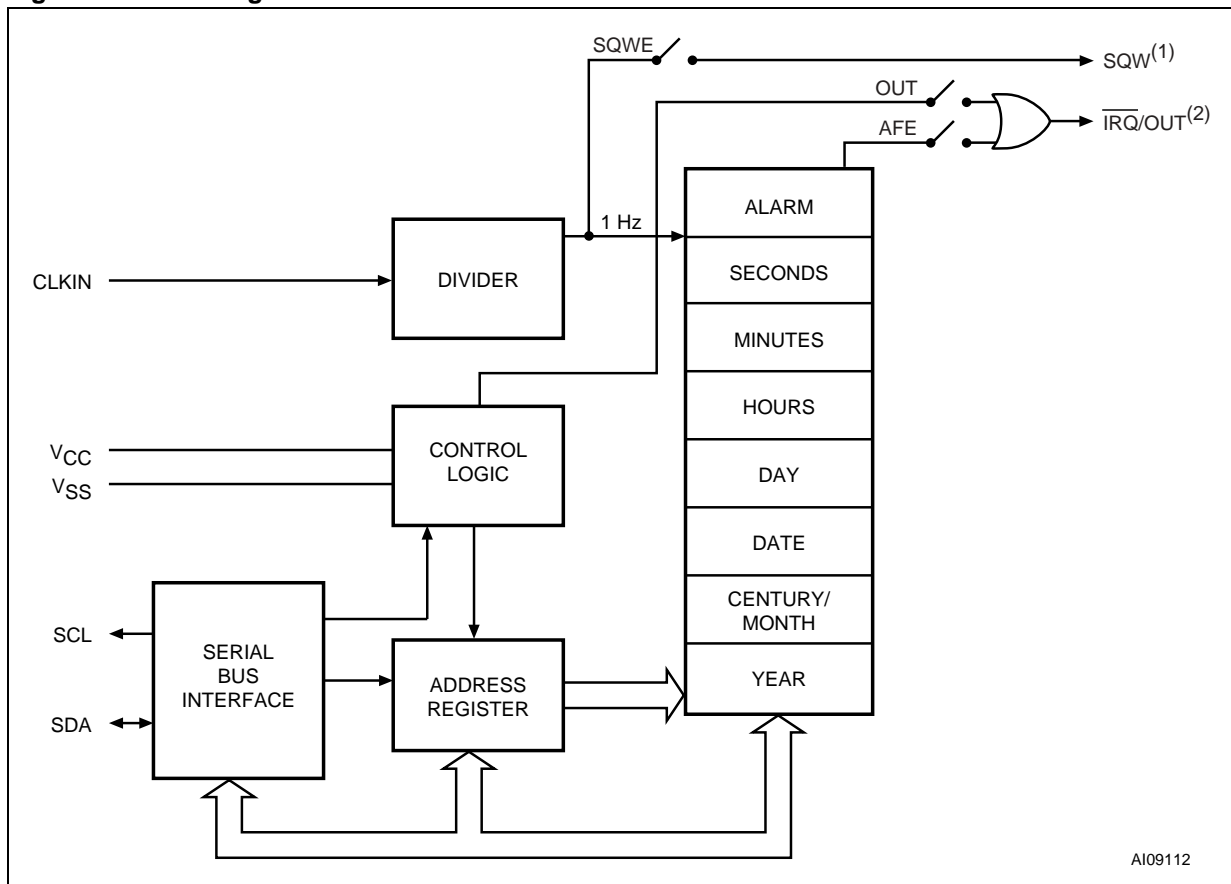 SQWE
SQW(1)
OUT
IRQ/OUT(2)
AFE
ALARM
1 Hz
SECONDS
CLKIN
DIVIDER
MINUTES
HOURS
VCC
VSS
CONTROL
LOGIC
DAY
DATE
CENTURY/
MONTH
SCL
SERIAL
BUS
INTERFACE
SDA
ADDRESS
REGISTER
YEAR
AI09112